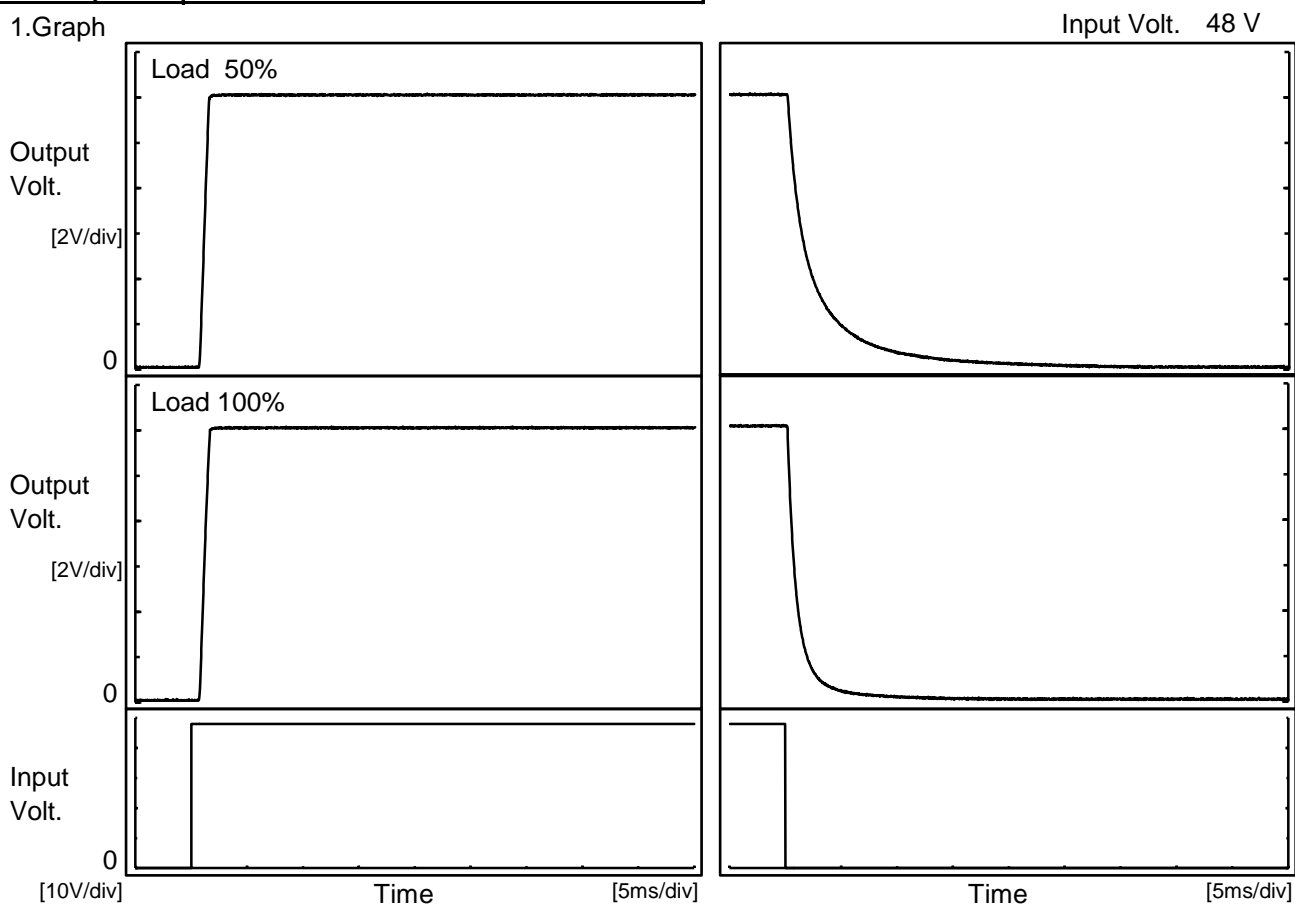 1.Graph
Input Volt. 48 V
Load 50%
Output
Volt.
[2V/div]
0
Load 100%
Output
Volt.
[2V/div]
0
Input
Volt.
0
[10V/div]
Time
[5ms/div]
Time
[5ms/div]